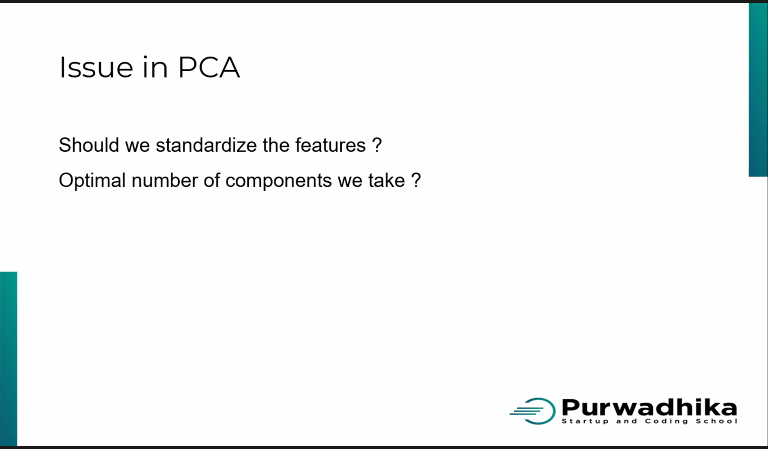 Issue in PCA
Should we standardize the features ?
Optimal number of components we take ?
Purwadhika
Startup and Coding School